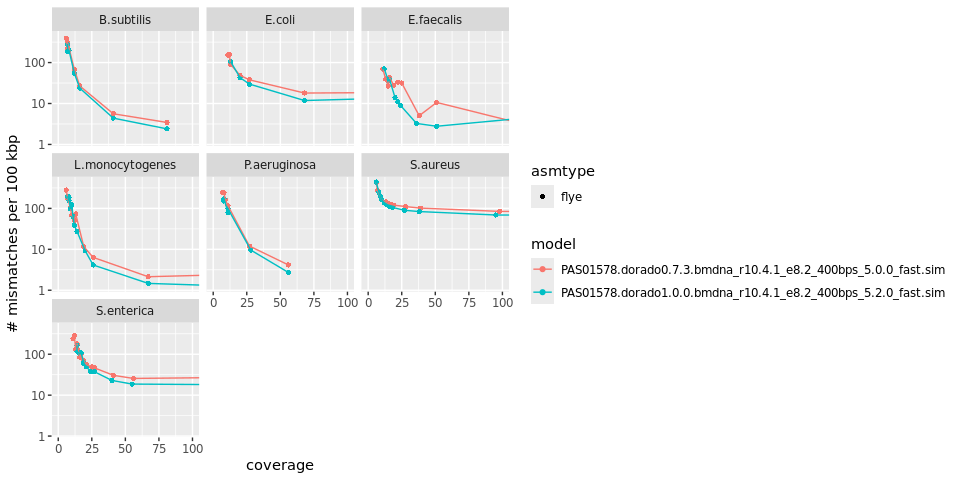 B.subtilis
E.coli
E.faecalis
100
10
1
L.monocytogenes
P.aeruginosa
S.aureus
100
10
1
0 25 50 75 100
0 25 50 75 100
S.enterica
100
10
1
0 25 50 75 100
coverage
# mismatches per 100 kbp
asmtype
flye
model
PAS01578.dorado0.7.3.bmdna_r10.4.1_e8.2_400bps_5.0.0_fast.sim
PAS01578.dorado1.0.0.bmdna_r10.4.1_e8.2_400bps_5.2.0_fast.sim